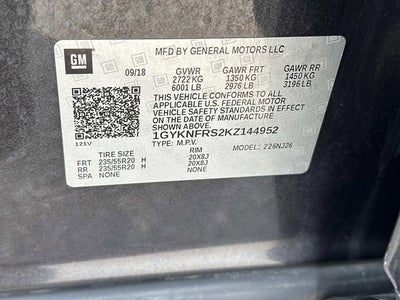 MFD BY GENERAL MOTORS LLC
GM
09/18 GVWR GAWR FRT GAWR RR
2722 KG 1350 KG 1450 KG
6001 LB 2976 LB 3196 LB
THIS VEHICLE CONFORMS TO ALL
APPLICABLE U.S. FEDERAL MOTOR
VEHICLE SAFETY STANDARDS IN EFFECT
ON THE DATE OF MANUFACTURE
SHOWN ABOVE.
1GYKNFRS2KZ144952
121V
TYPE: M.P.V. MODEL: 226NJ26
TIRE SIZE RIM
FRT 235/55R20 H 20X8J
RR 235/55R20 H 20X8J
SPA NONE NONE